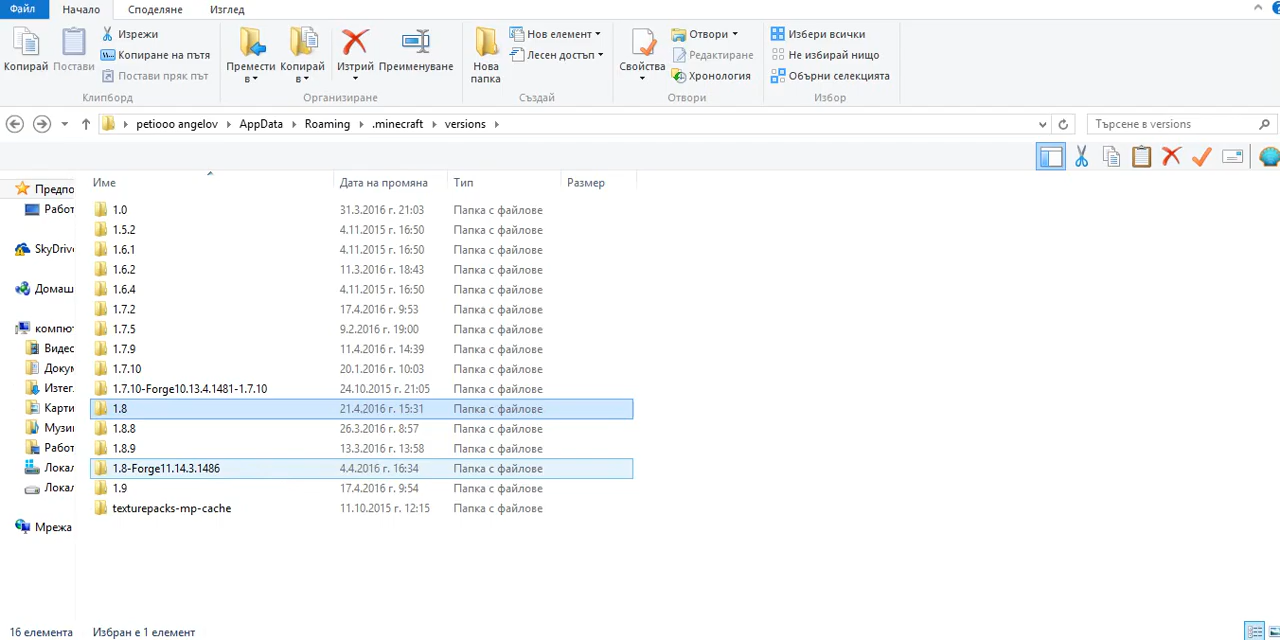 Файл Начало Споделяне Изглед
Копирай
Постави
Изрежи
Копиране на пътя
Постави пряк път
Клипборд
Премести в
Копирай в
Изтрий
Преименуване
Организиране
Нова папка
Нов елемент
Лесен достъп
Създай
Свойства
Отвори
Редактиране
Хронология
Отвори
Избери всички
Не избирай нищо
Обърни селекцията
Избор
petiooo angelov AppData Roaming .minecraft versions
Търсене в versions
Име Дата на промяна Тип Размер
Предпо
Работ
SkyDrive
Домаш
компют
Видес
Докум
Изтег.
Карти
Музик
Работ
Локал
Локал
Мрежа
1.0 31.3.2016 г. 21:03 Папка с файлове
1.5.2 4.11.2015 г. 16:50 Папка с файлове
1.6.1 4.11.2015 г. 16:50 Папка с файлове
1.6.2 11.3.2016 г. 18:43 Папка с файлове
1.6.4 4.11.2015 г. 16:50 Папка с файлове
1.7.2 17.4.2016 г. 9:53 Папка с файлове
1.7.5 9.2.2016 г. 19:00 Папка с файлове
1.7.9 11.4.2016 г. 14:39 Папка с файлове
1.7.10 20.1.2016 г. 10:03 Папка с файлове
1.7.10-Forge10.13.4.1481-1.7.10 24.10.2015 г. 21:05 Папка с файлове
1.8 21.4.2016 г. 15:31 Папка с файлове
1.8.8 26.3.2016 г. 8:57 Папка с файлове
1.8.9 13.3.2016 г. 13:58 Папка с файлове
1.8-Forge11.14.3.1486 4.4.2016 г. 16:34 Папка с файлове
1.9 17.4.2016 г. 9:54 Папка с файлове
texturepacks-mp-cache 11.10.2015 г. 12:15 Папка с файлове
16 елемента Избран е 1 елемент